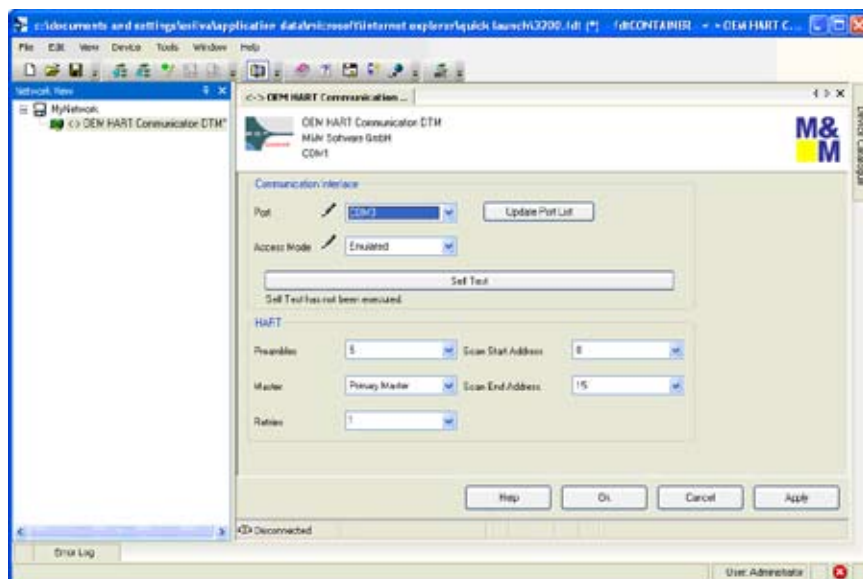 c:\documents and settings\esilva\application data\microsoft\internet explorer\quick launch\3200.fdt (*) - fdtCONTAINER - <-> OEM HART C...
File Edit View Device Tools Window Help
Network View
<-> OEM HART Communication ...
MyNetwork
<> OEM HART Communicator DTM*
OEM HART Communicator DTM
M&M Software GmbH
M&
M
Device Catalogue
Communication Interface
Port
COM3
Update Port List
Access Mode
Emulated
Self Test
Self Test has not been executed.
HART
Preambles
5
Scan Start Address
0
Master
Primary Master
Scan End Address
15
Retries
1
Help
Ok
Cancel
Apply
Disconnected
Error Log
User: Administrator